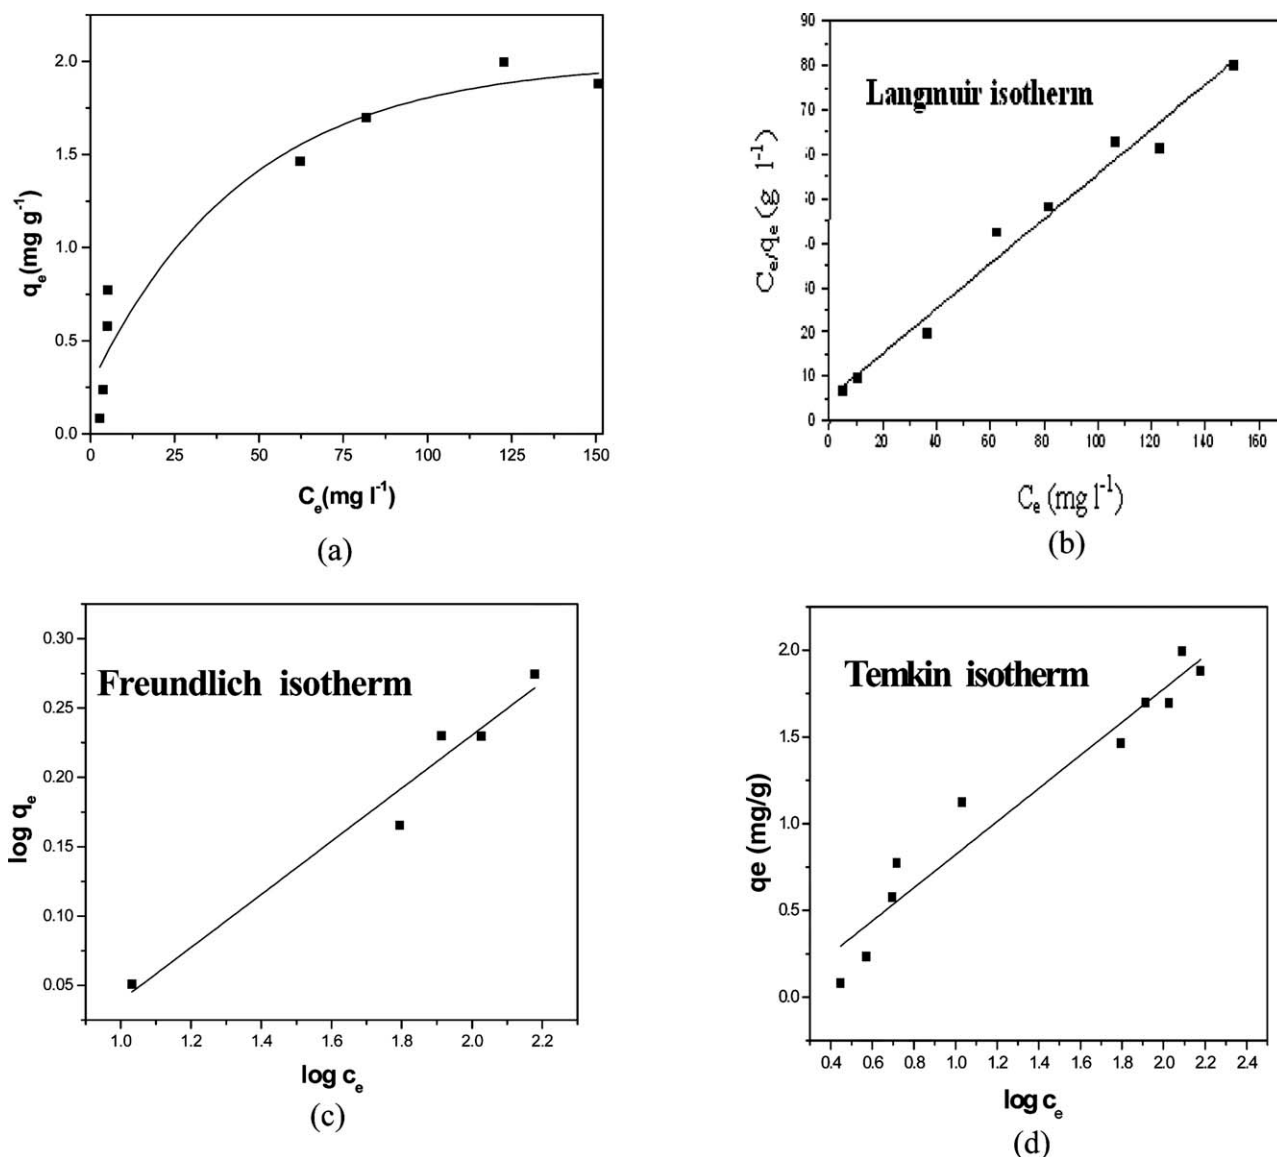 2.0
1.5
1.0
0.5
0.0
0 25 50 75 100 125 150
qₑ(mg g⁻¹)
Cₑ(mg l⁻¹)
(a)
90
80
70
60
50
40
30
20
10
0
0 20 40 60 80 100 120 140 160
Langmuir isotherm
Cₑ/qₑ (g l⁻¹)
Cₑ (mg l⁻¹)
(b)
0.30
0.25
0.20
0.15
0.10
0.05
1.0 1.2 1.4 1.6 1.8 2.0 2.2
Freundlich isotherm
log qₑ
log cₑ
(c)
2.0
1.5
1.0
0.5
0.0
0.4 0.6 0.8 1.0 1.2 1.4 1.6 1.8 2.0 2.2 2.4
Temkin isotherm
qe (mg/g)
log cₑ
(d)